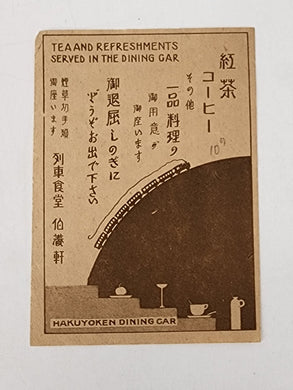 TEA AND REFRESHMENTS
SERVED IN THE DINING CAR
紅茶
コーヒー
その他
一品料理の
御用意が
御座います
御退屈しのぎに
どうぞお出で下さい
煙草切手類
御座います
列車食堂 伯養軒
HAKUYOKEN DINING CAR